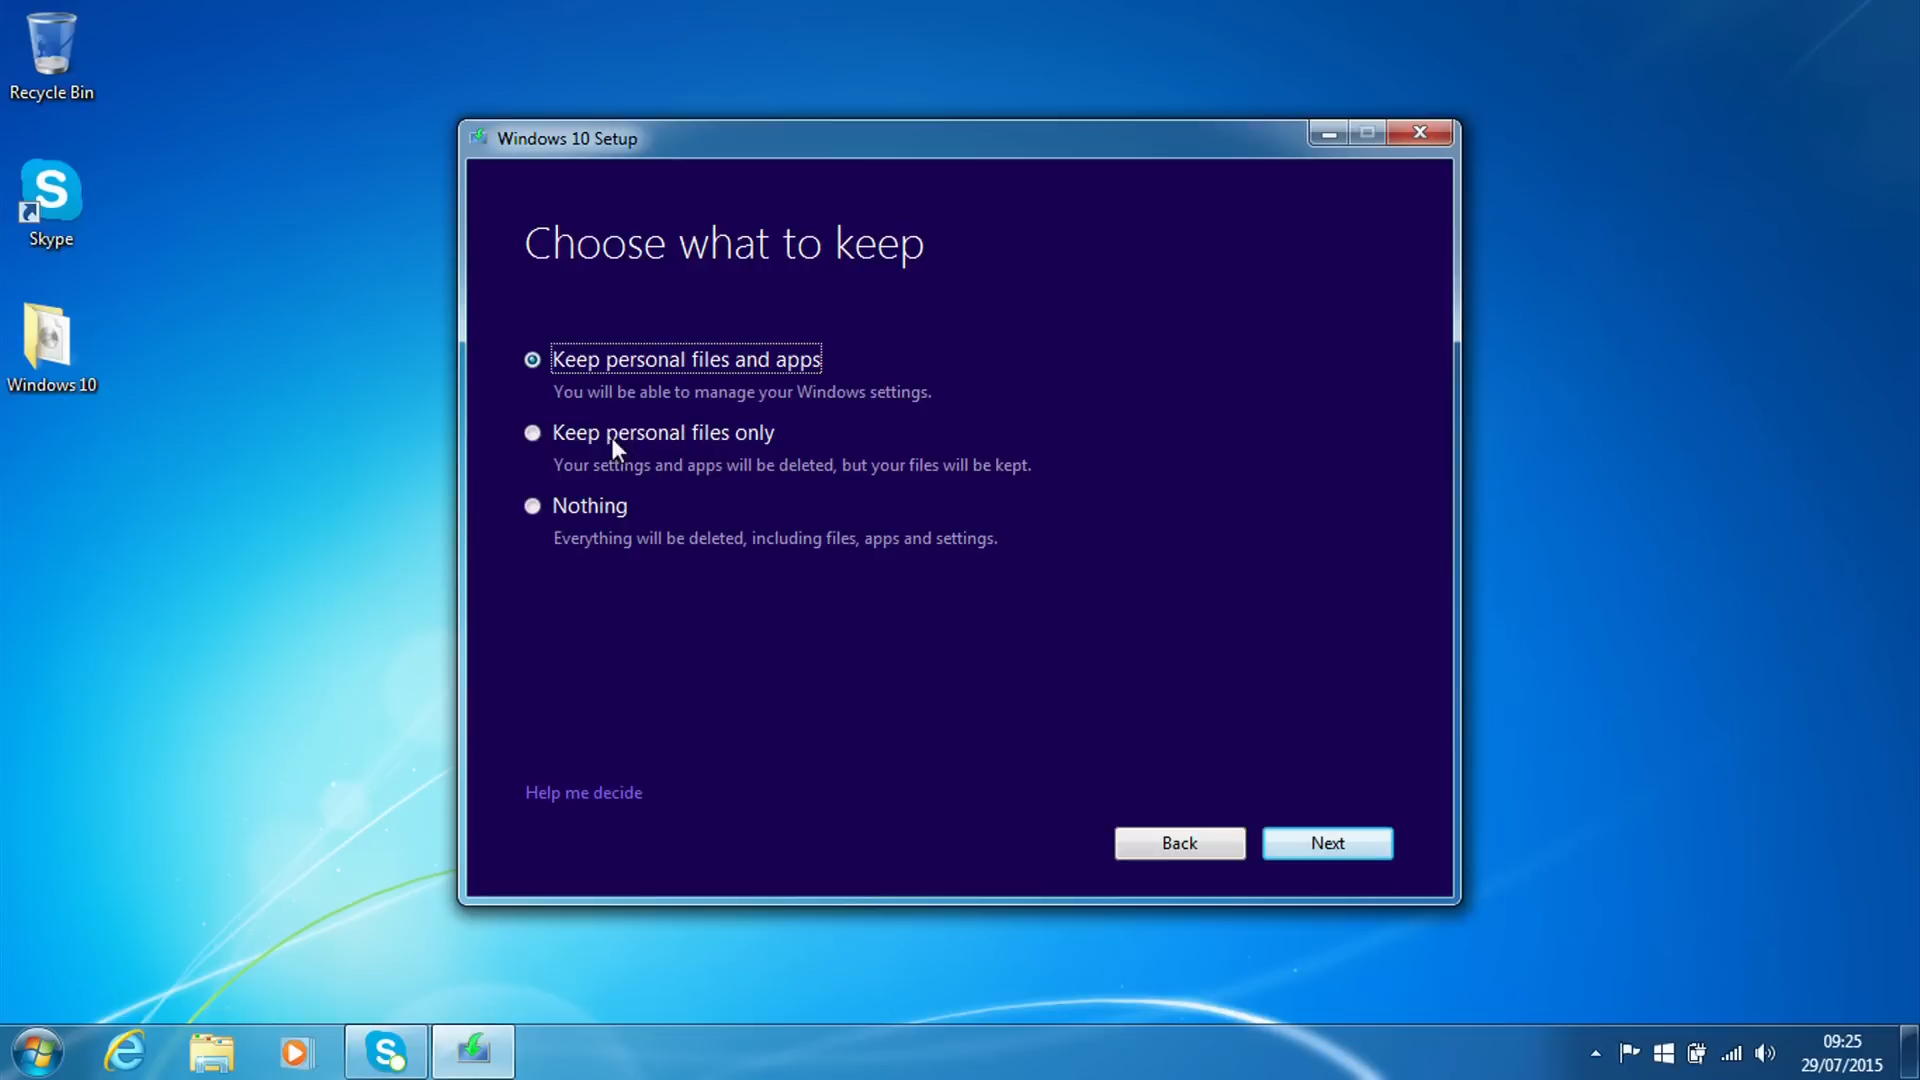 Recycle Bin
Skype
Windows 10
Windows 10 Setup
Choose what to keep
Keep personal files and apps
You will be able to manage your Windows settings.
Keep personal files only
Your settings and apps will be deleted, but your files will be kept.
Nothing
Everything will be deleted, including files, apps and settings.
Help me decide
Back
Next
09:25
29/07/2015